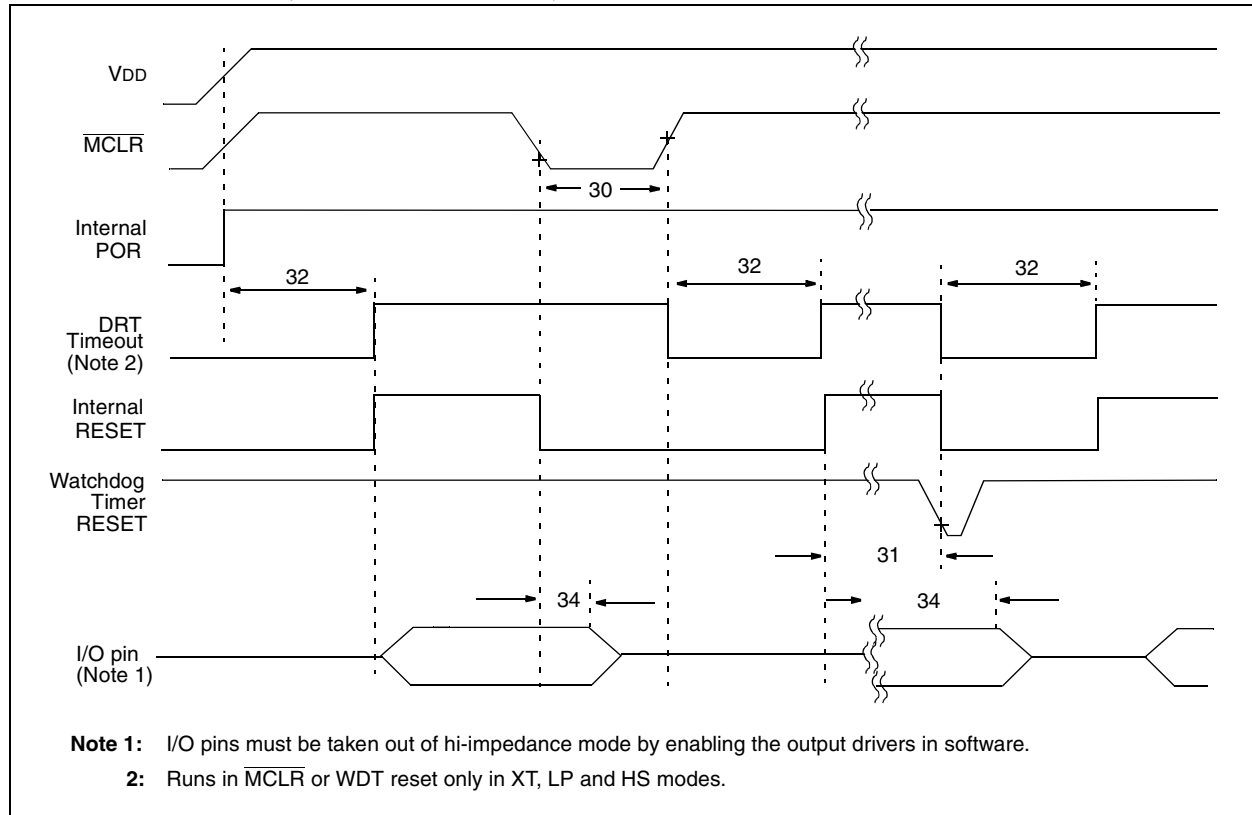 VDD
MCLR
30
Internal
POR
32
32
32
DRT
Timeout
(Note 2)
Internal
RESET
Watchdog
Timer
RESET
31
34
34
I/O pin
(Note 1)
Note 1: I/O pins must be taken out of hi-impedance mode by enabling the output drivers in software.
2: Runs in MCLR or WDT reset only in XT, LP and HS modes.